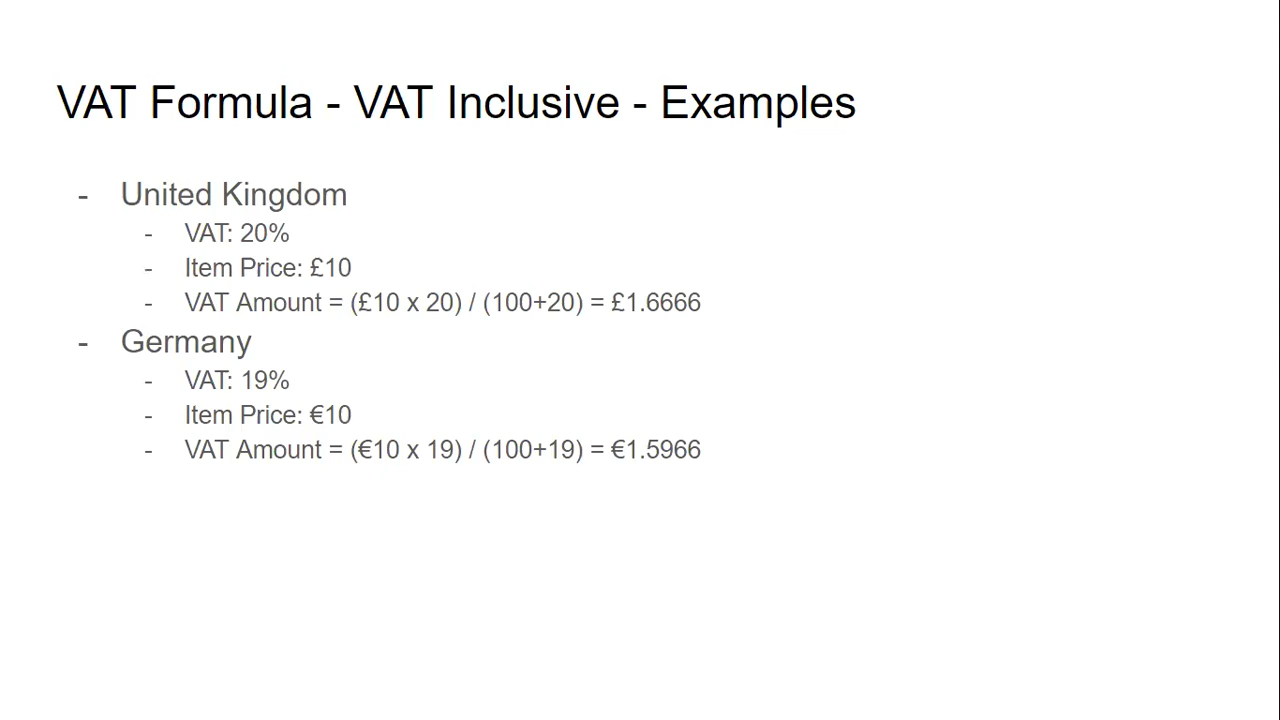 VAT Formula - VAT Inclusive - Examples
- United Kingdom
- VAT: 20%
- Item Price: £10
- VAT Amount = (£10 x 20) / (100+20) = £1.6666
- Germany
- VAT: 19%
- Item Price: €10
- VAT Amount = (€10 x 19) / (100+19) = €1.5966